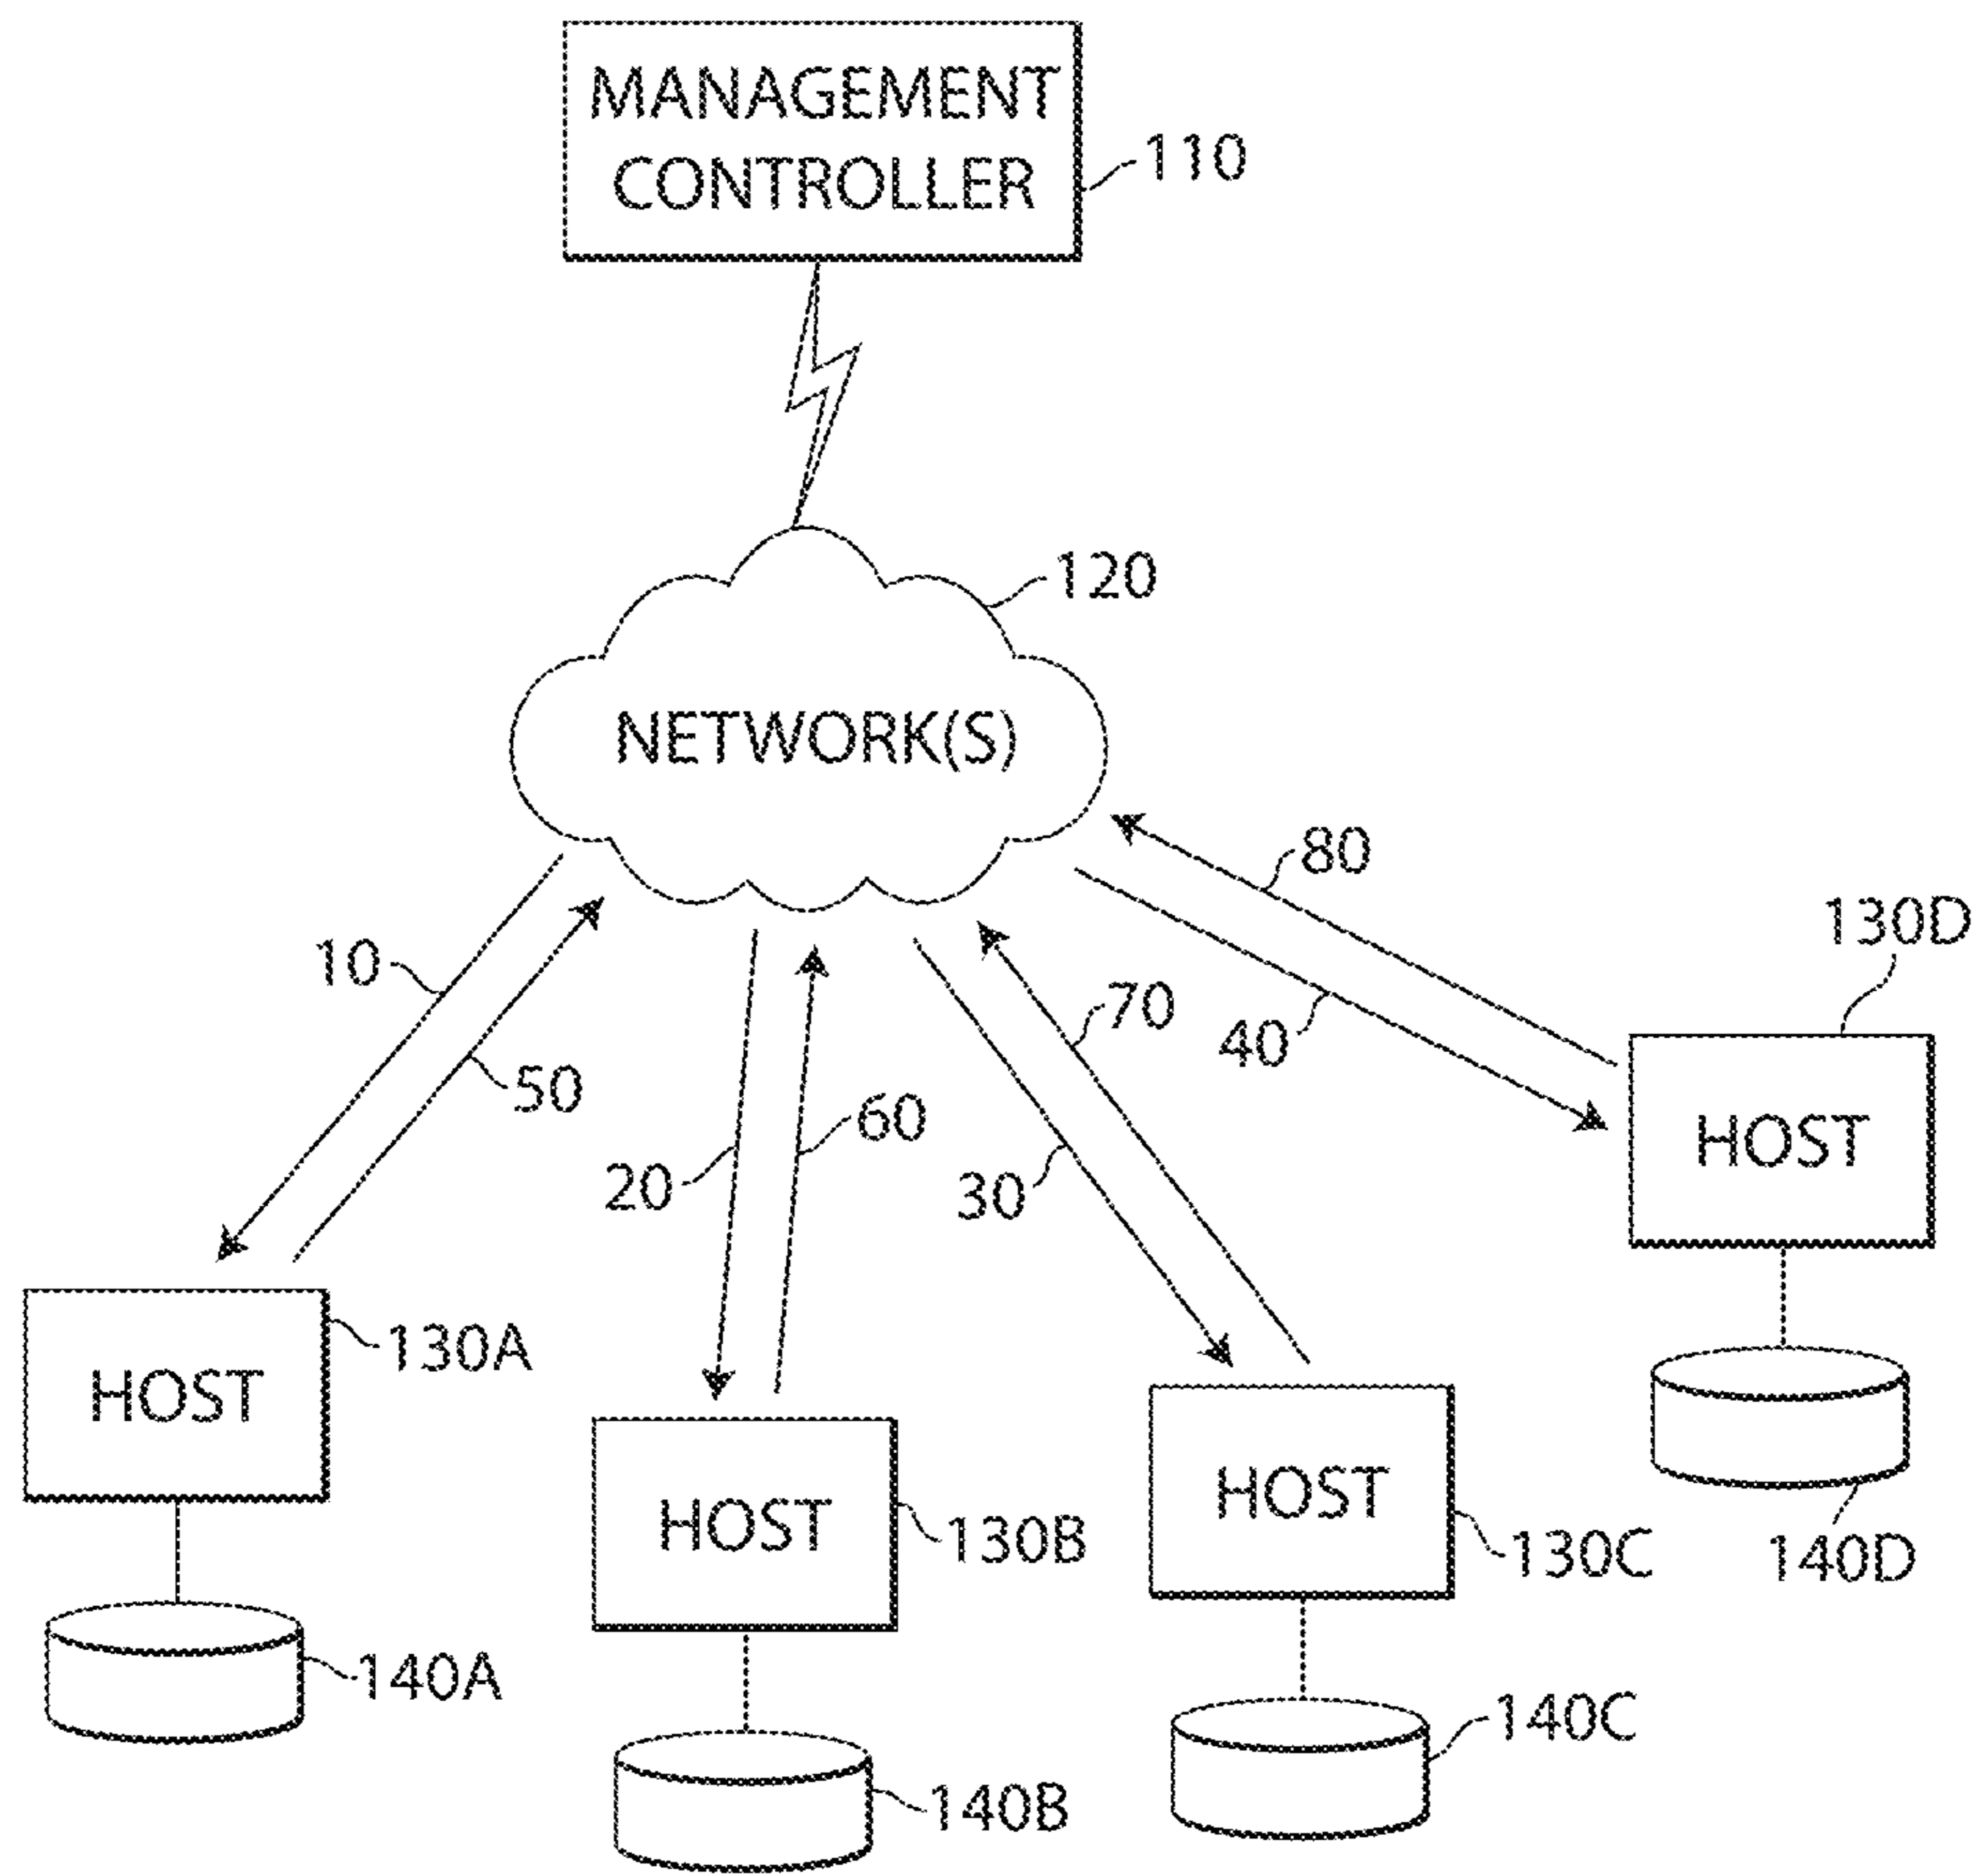 MANAGEMENT
CONTROLLER
110
120
NETWORK(S)
80
130D
10
70
40
50
60
20
30
HOST
130A
HOST
130B
HOST
130C
HOST
140D
140A
140C
140B